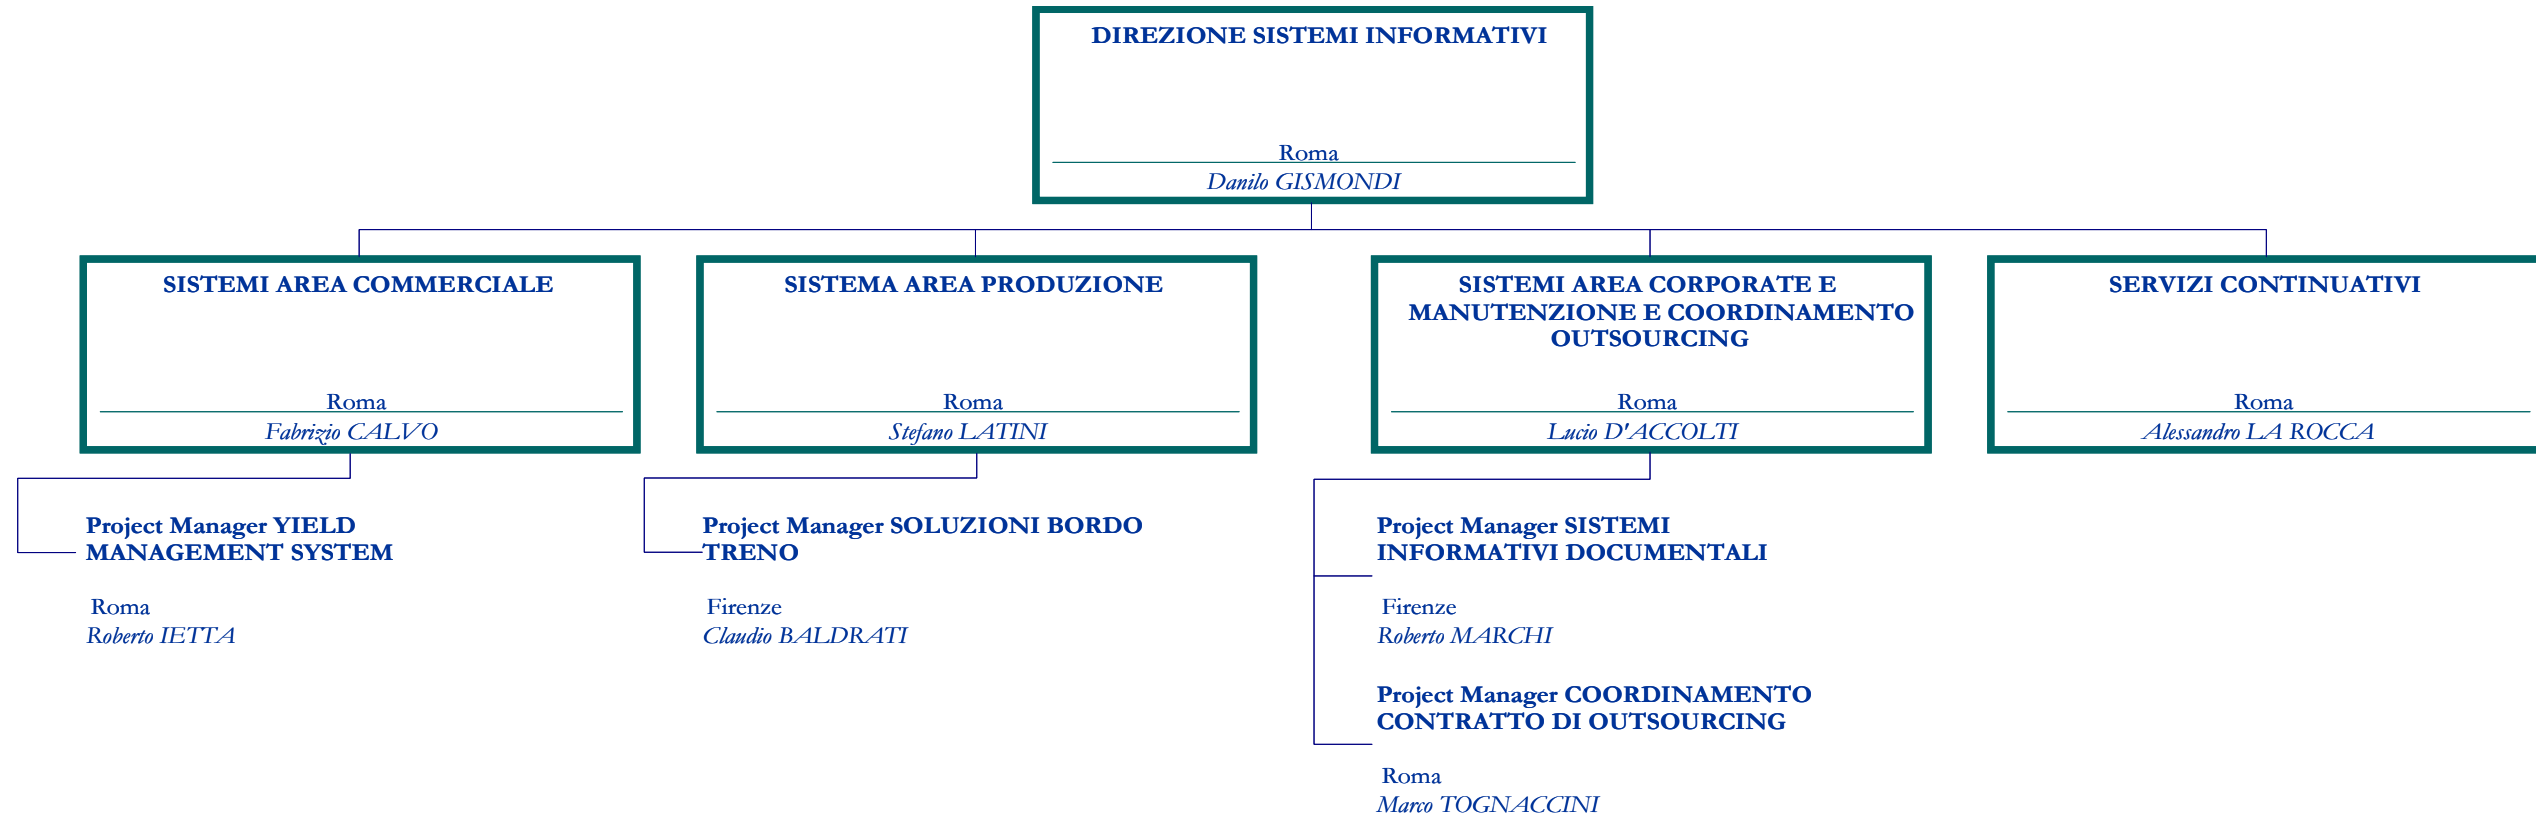 DIREZIONE SISTEMI INFORMATIVI
Roma
Danilo GISMONDI
SISTEMI AREA COMMERCIALE
Roma
Fabrizio CALVO
SISTEMA AREA PRODUZIONE
Roma
Stefano LATINI
SISTEMI AREA CORPORATE E
MANUTENZIONE E COORDINAMENTO
OUTSOURCING
Roma
Lucio D'ACCOLTI
SERVIZI CONTINUATIVI
Roma
Alessandro LA ROCCA
Project Manager YIELD
MANAGEMENT SYSTEM
Roma
Roberto IETTA
Project Manager SOLUZIONI BORDO
TRENO
Firenze
Claudio BALDRATI
Project Manager SISTEMI
INFORMATIVI DOCUMENTALI
Firenze
Roberto MARCHI
Project Manager COORDINAMENTO
CONTRATTO DI OUTSOURCING
Roma
Marco TOGNACCINI